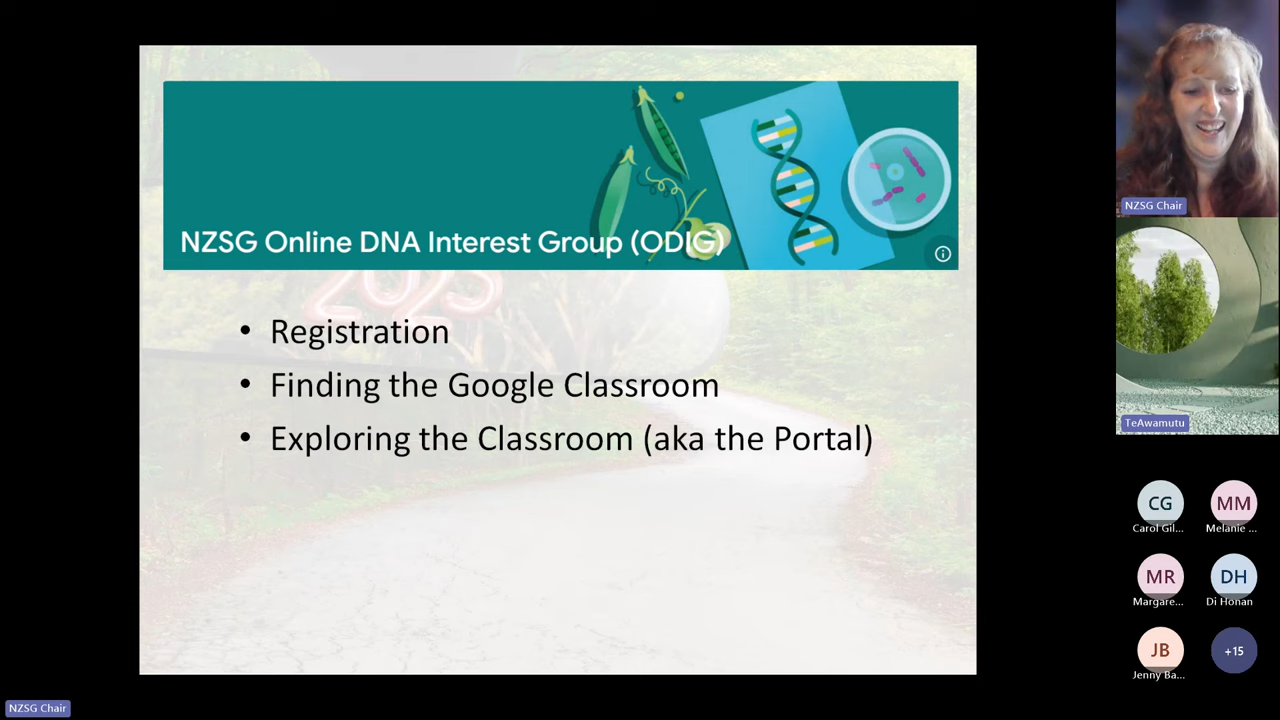 NZSG Online DNA Interest Group (ODIG)
2025
• Registration
• Finding the Google Classroom
• Exploring the Classroom (aka the Portal)
NZSG Chair
TeAwamutu
CG
Carol Gil...
MM
Melanie ...
MR
Margare...
DH
Di Honan
JB
Jenny Ba...
+15
NZSG Chair